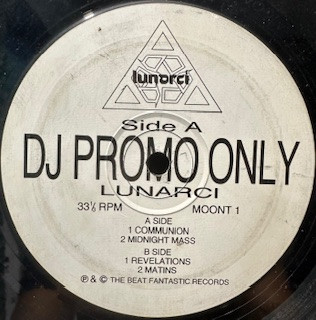 lunarci
Side A
DJ PROMO ONLY
LUNARCI
33⅓ RPM MOONT 1
A SIDE
1 COMMUNION
2 MIDNIGHT MASS
B SIDE
1 REVELATIONS
2 MATINS
℗ & © THE BEAT FANTASTIC RECORDS